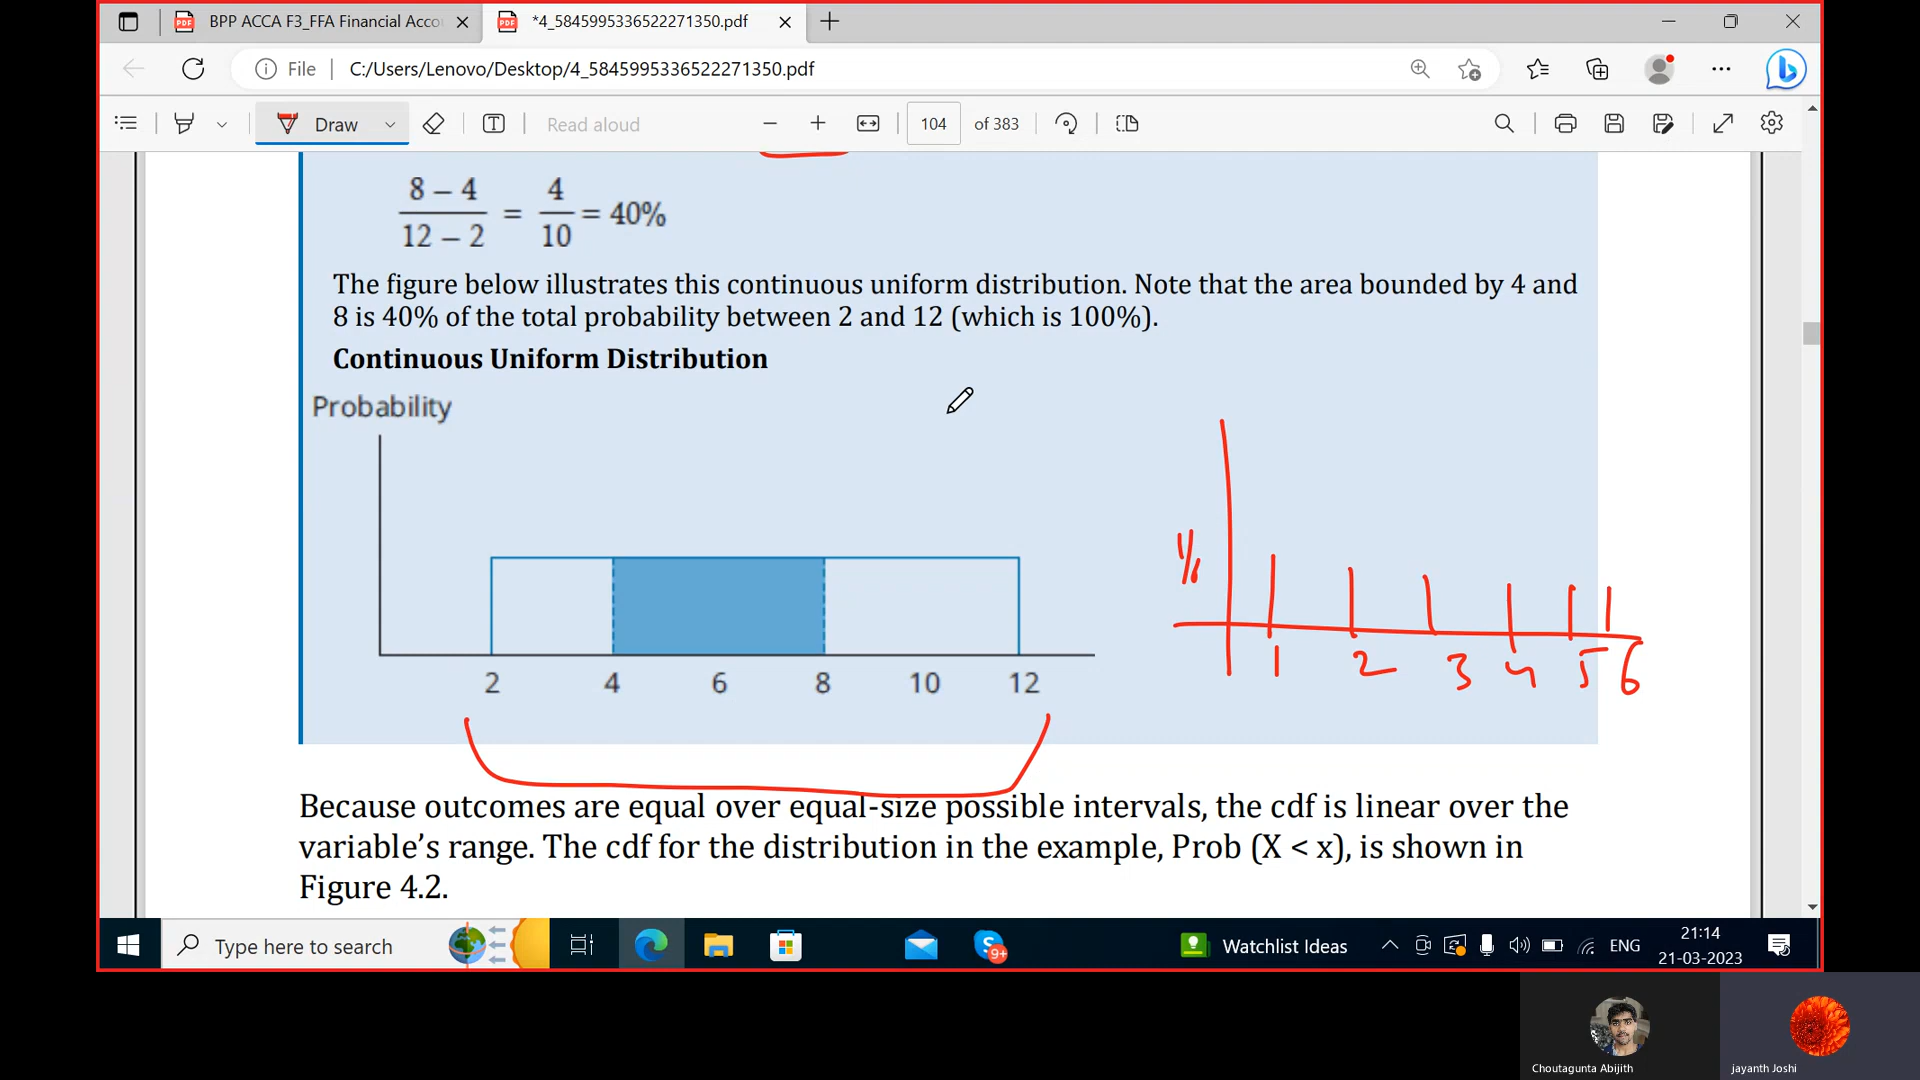 BPP ACCA F3_FFA Financial Acco
*4_5845995336522271350.pdf
File
C:/Users/Lenovo/Desktop/4_5845995336522271350.pdf
Draw
Read aloud
104 of 383
8 – 4 / 12 – 2 = 4 / 10 = 40%
The figure below illustrates this continuous uniform distribution. Note that the area bounded by 4 and
8 is 40% of the total probability between 2 and 12 (which is 100%).
Continuous Uniform Distribution
Probability
2 4 6 8 10 12
1/6
1 2 3 4 5 6
Because outcomes are equal over equal-size possible intervals, the cdf is linear over the
variable’s range. The cdf for the distribution in the example, Prob (X < x), is shown in
Figure 4.2.
Type here to search
9+
Watchlist Ideas
ENG
21:14
21-03-2023
Choutagunta Abijith
jayanth Joshi